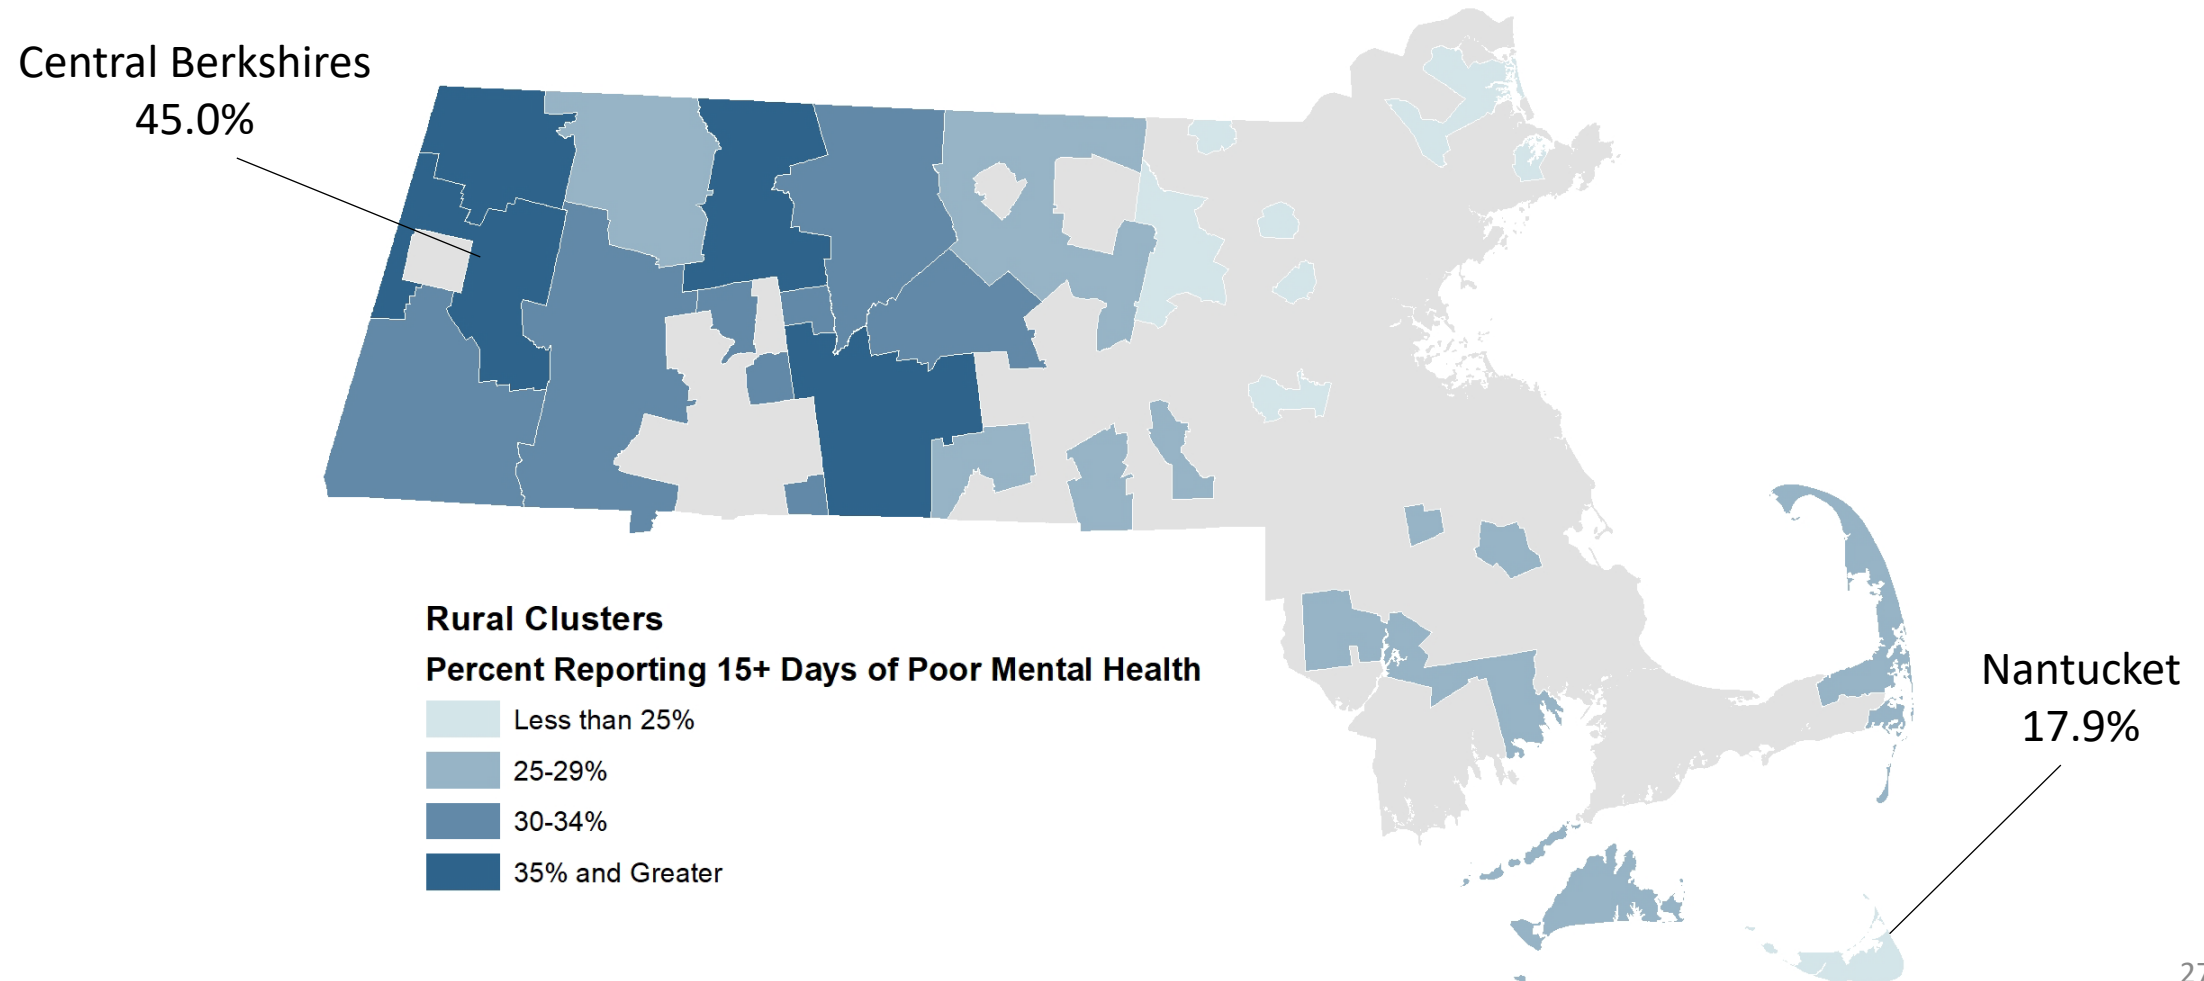 Central Berkshires
45.0%
Rural Clusters
Percent Reporting 15+ Days of Poor Mental Health
Less than 25%
25-29%
30-34%
35% and Greater
Nantucket
17.9%
27